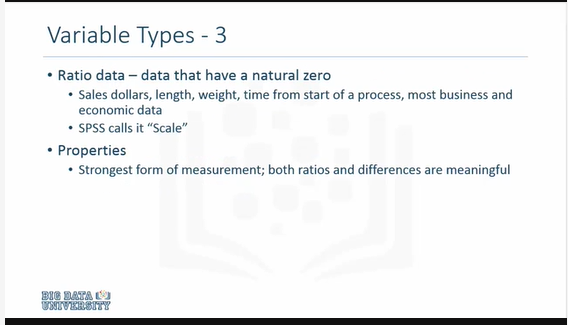 Variable Types - 3
• Ratio data – data that have a natural zero
• Sales dollars, length, weight, time from start of a process, most business and
economic data
• SPSS calls it “Scale”
• Properties
• Strongest form of measurement; both ratios and differences are meaningful
BIG DATA
UNIVERSITY